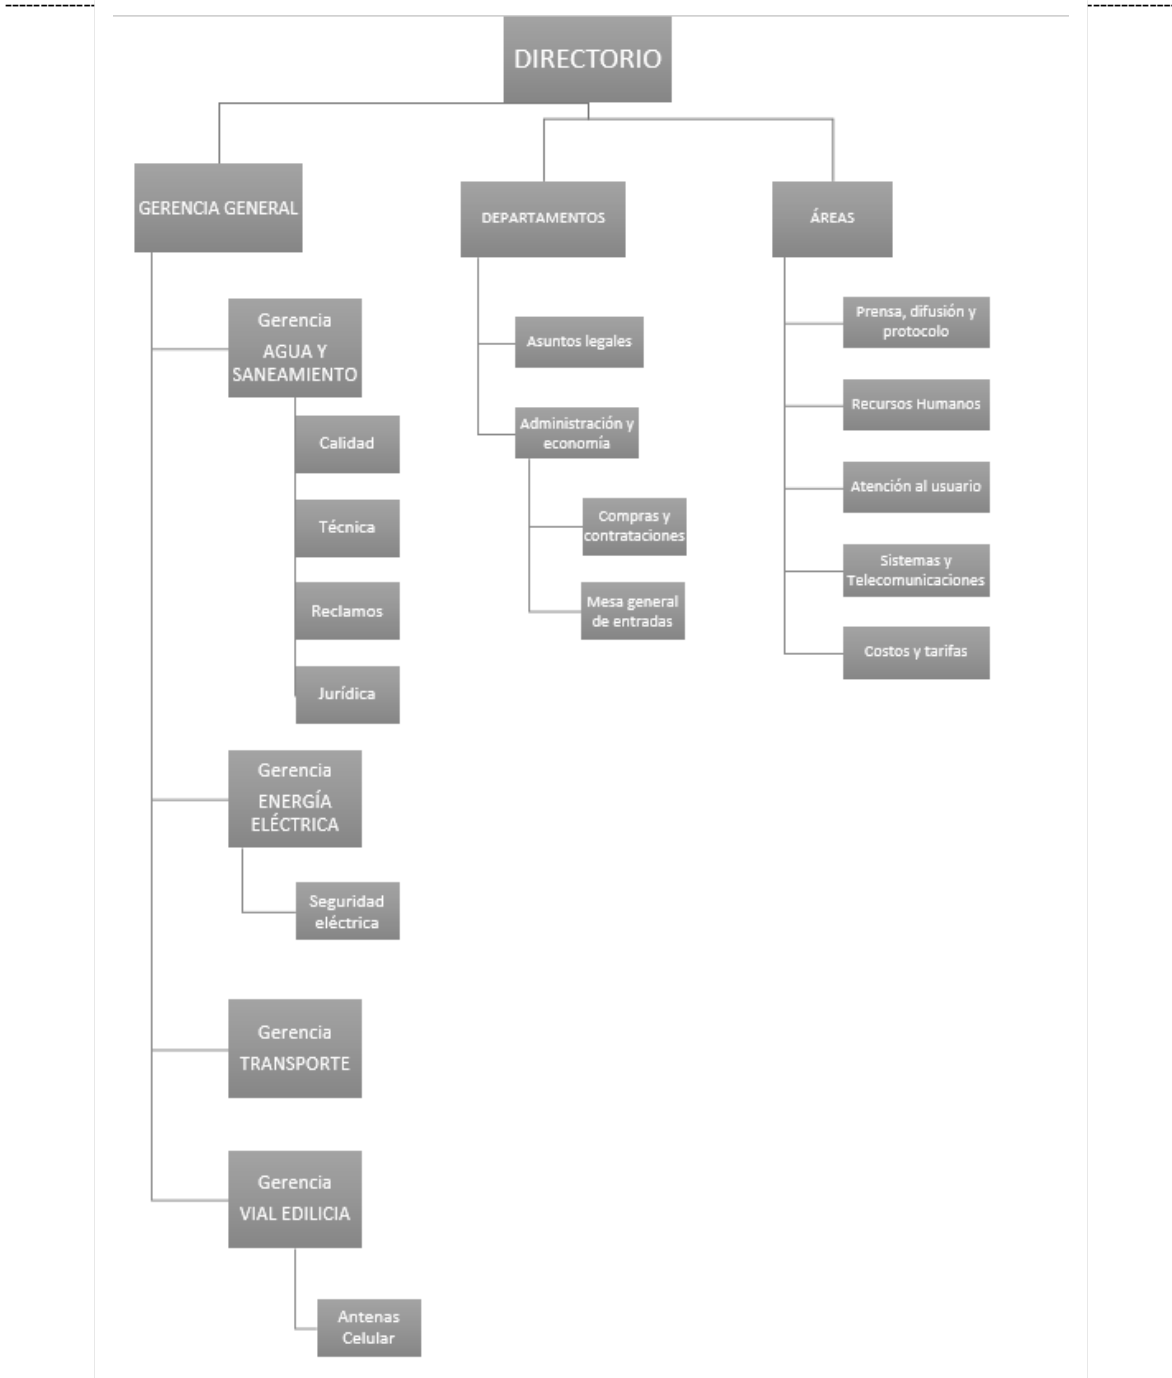 DIRECTORIO
GERENCIA GENERAL
DEPARTAMENTOS
ÁREAS
Gerencia
AGUA Y
SANEAMIENTO
Calidad
Técnica
Reclamos
Jurídica
Gerencia
ENERGÍA
ELÉCTRICA
Seguridad
eléctrica
Gerencia
TRANSPORTE
Gerencia
VIAL EDILICIA
Antenas
Celular
Asuntos legales
Administración y
economía
Compras y
contrataciones
Mesa general
de entradas
Prensa, difusión y
protocolo
Recursos Humanos
Atención al usuario
Sistemas y
Telecomunicaciones
Costos y tarifas